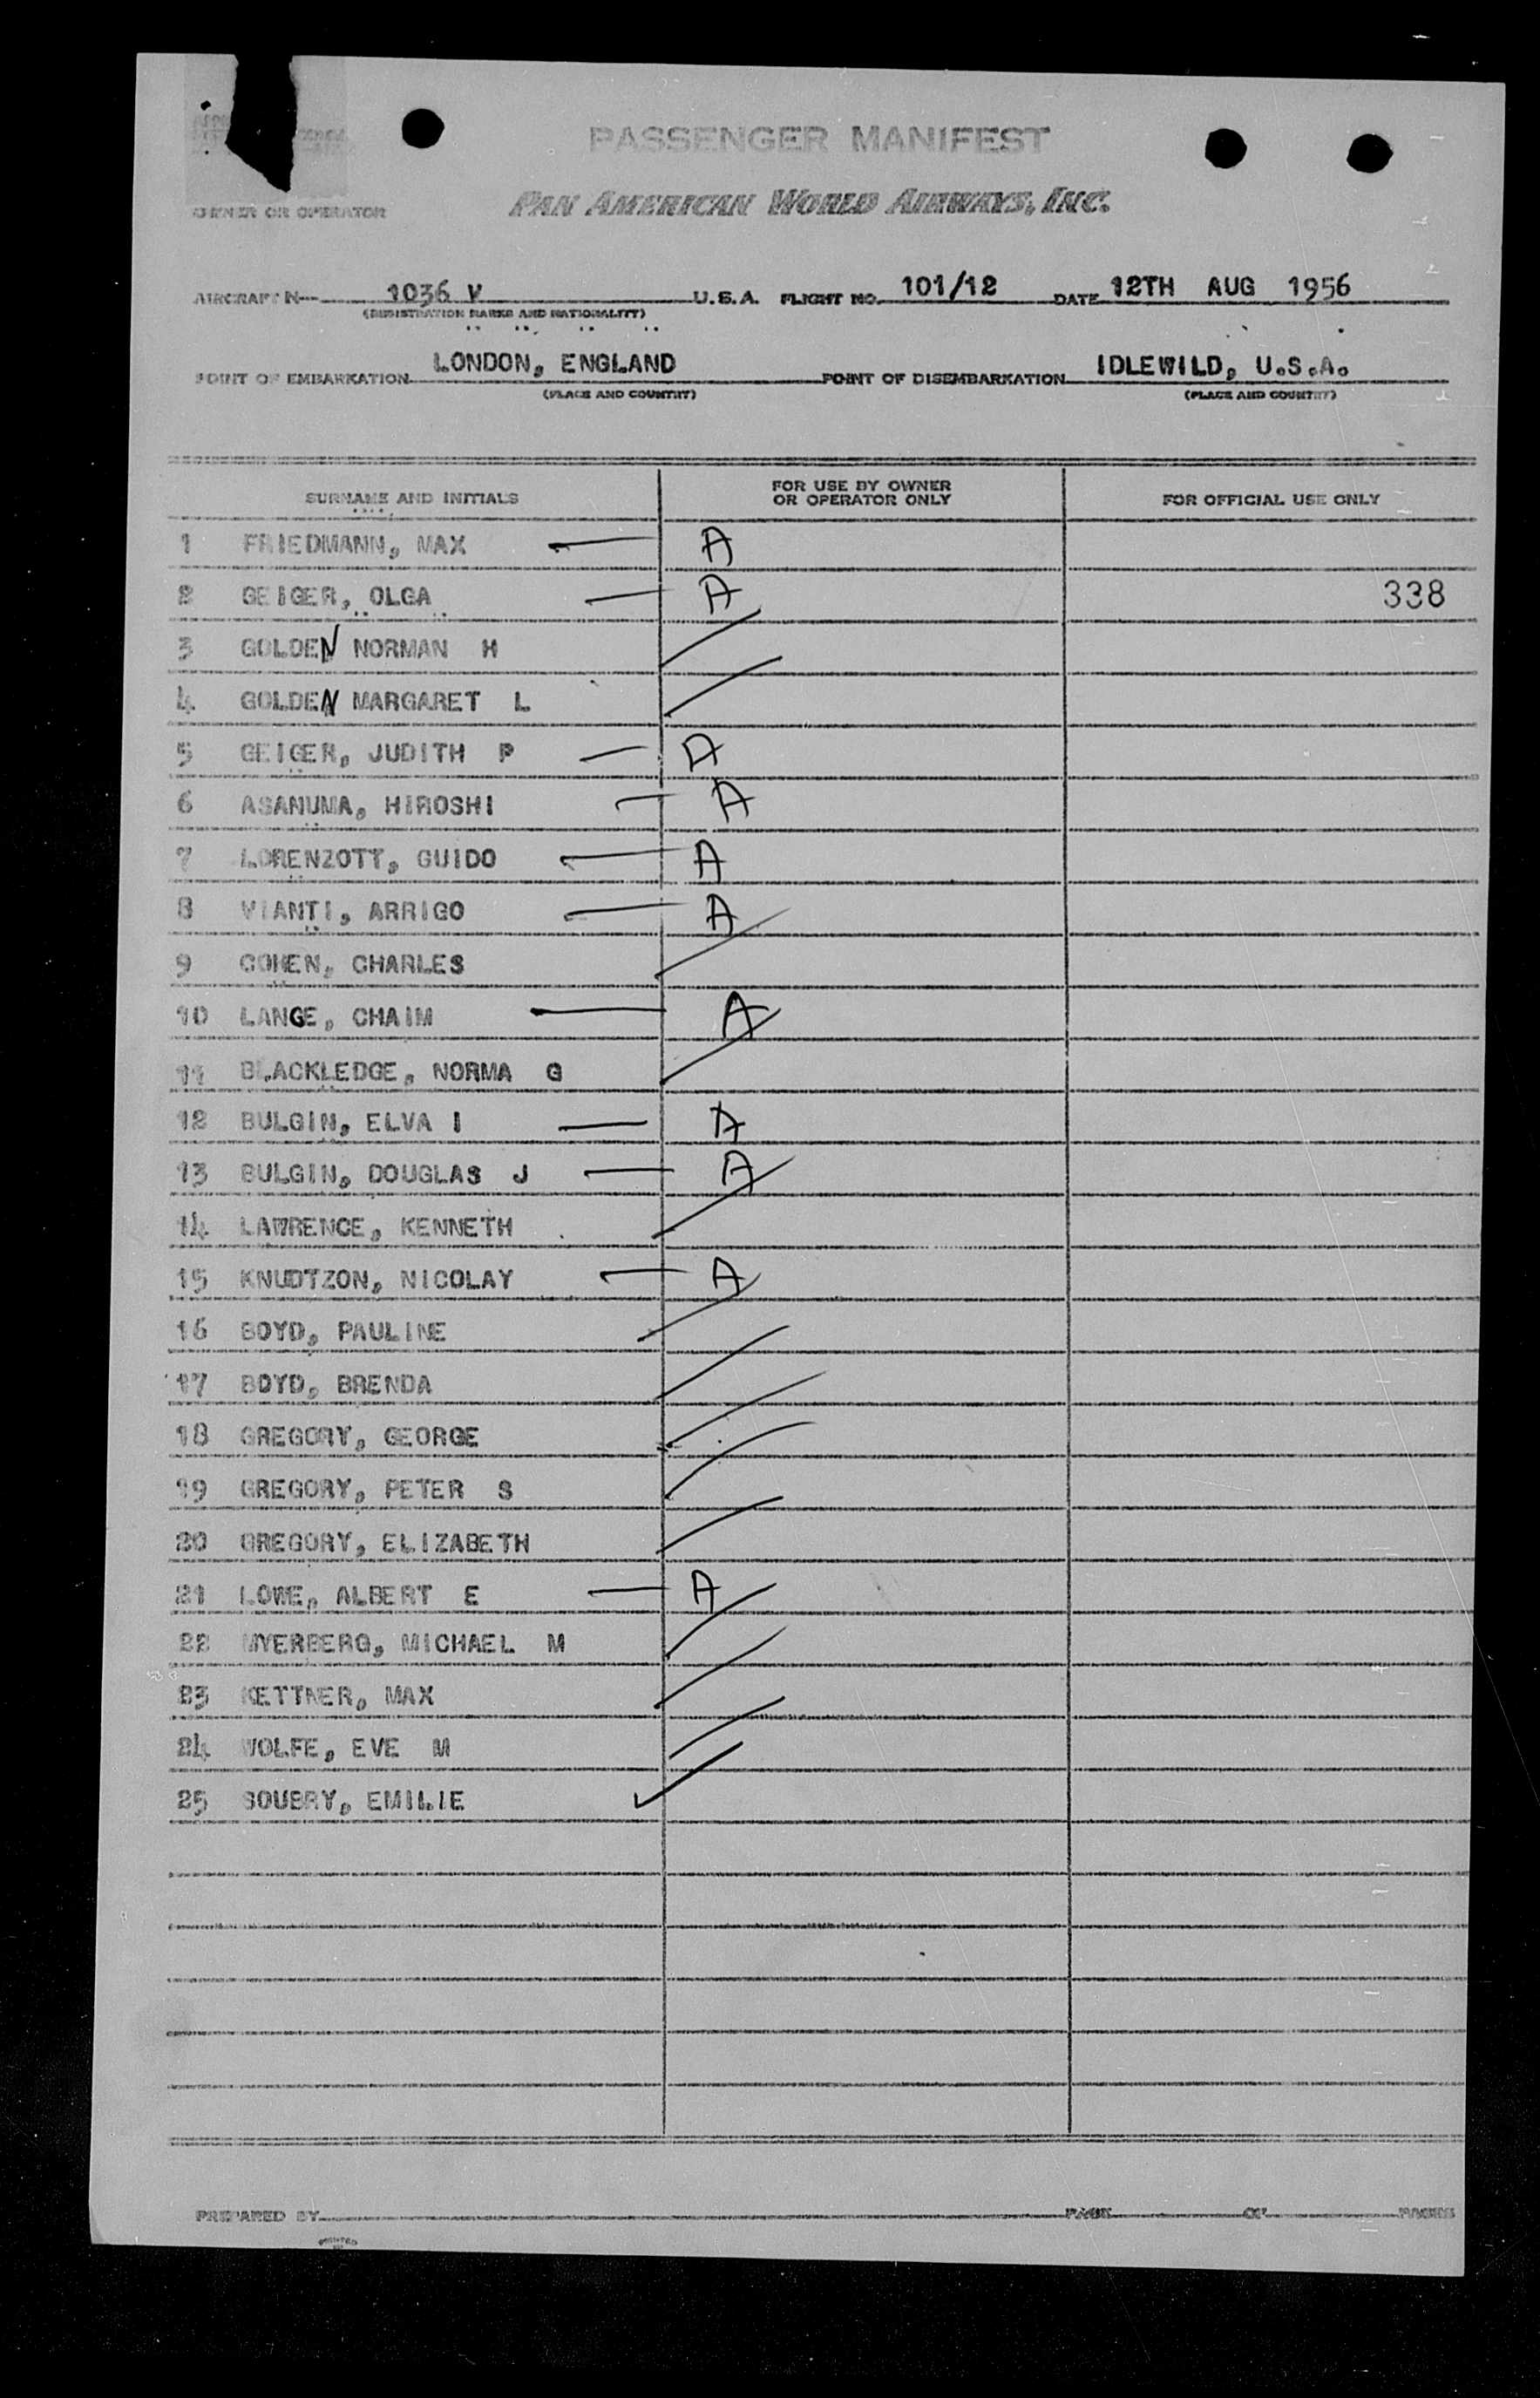 PASSENGER MANIFEST
OWNER OR OPERATOR PAN AMERICAN WORLD AIRWAYS, INC.
AIRCRAFT N 1036 V U.S.A. FLIGHT NO. 101/12 DATE 12TH AUG 1956
(REGISTRATION MARKS AND NATIONALITY)
POINT OF EMBARKATION LONDON, ENGLAND POINT OF DISEMBARKATION IDLEWILD, U.S.A.
(PLACE AND COUNTRY) (PLACE AND COUNTRY)
SURNAME AND INITIALS FOR USE BY OWNER OR OPERATOR ONLY FOR OFFICIAL USE ONLY
1 FRIEDMANN, MAX — A
2 GEIGER, OLGA — A 338
3 GOLDEN NORMAN H
4 GOLDEN MARGARET L
5 GEIGER, JUDITH P — A
6 ASANUMA, HIROSHI — A
7 LORENZOTT, GUIDO — A
8 VIANTI, ARRIGO — A
9 COHEN, CHARLES
10 LANGE, CHAIM — A
11 BLACKLEDGE, NORMA G
12 BULGIN, ELVA I — A
13 BULGIN, DOUGLAS J — A
14 LAWRENCE, KENNETH
15 KNUDTZON, NICOLAY — A
16 BOYD, PAULINE
17 BOYD, BRENDA
18 GREGORY, GEORGE
19 GREGORY, PETER S
20 GREGORY, ELIZABETH
21 LOWE, ALBERT E — A
22 MYERBERG, MICHAEL M
23 KETTNER, MAX
24 WOLFE, EVE M
25 SOUBRY, EMILIE
PREPARED BY PAGE OF PAGES
PRINTED